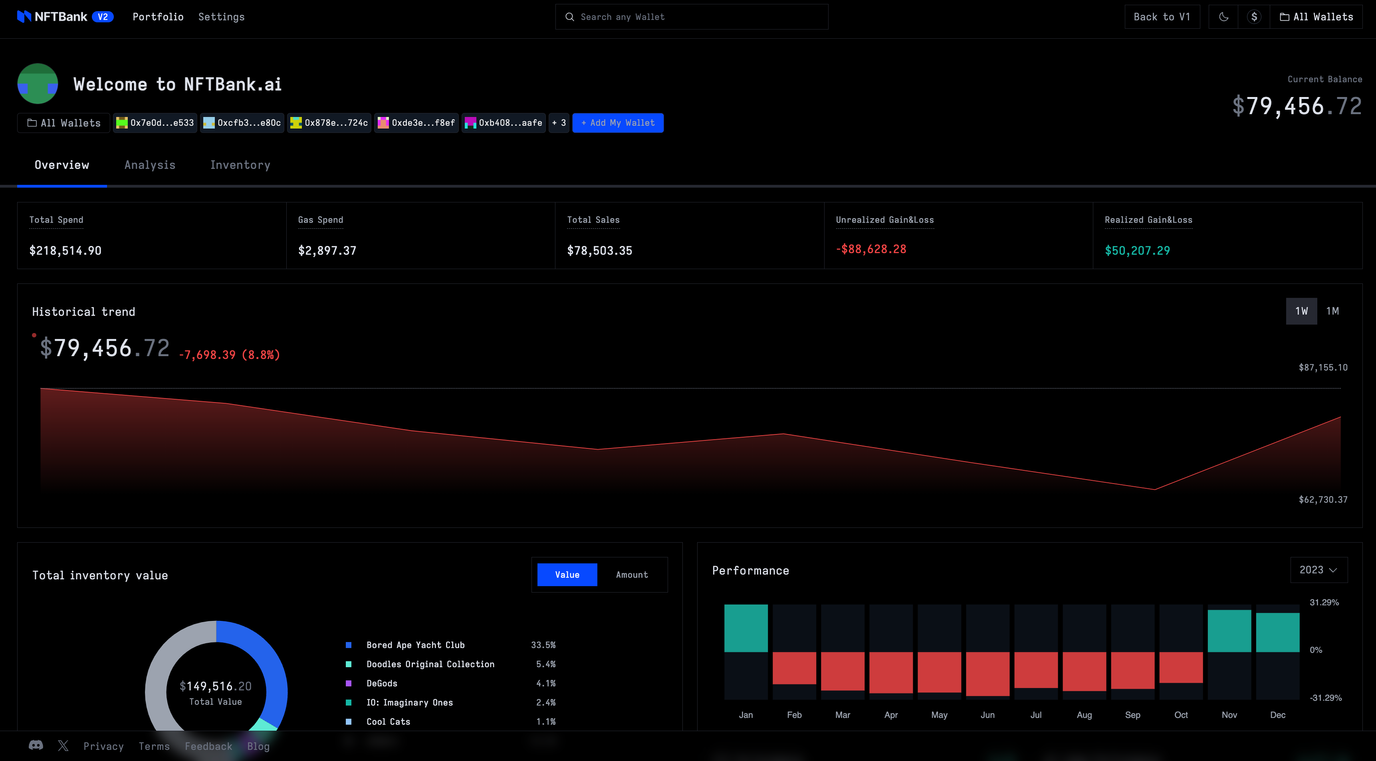 NFTBank V2 Portfolio Settings Search any Wallet Back to V1 $ All Wallets
Welcome to NFTBank.ai
Current Balance
$79,456.72
All Wallets 0x7e0d...e533 0xcfb3...e80c 0x878e...724c 0xde3e...f8ef 0xb408...aafe + 3 + Add My Wallet
Overview Analysis Inventory
Total Spend Gas Spend Total Sales Unrealized Gain&Loss Realized Gain&Loss
$218,514.90 $2,897.37 $78,503.35 -$88,628.28 $50,207.29
Historical trend 1W 1M
$79,456.72 -7,698.39 (8.8%)
$87,155.10
$62,730.37
Total inventory value Value Amount
$149,516.20
Total Value
Bored Ape Yacht Club 33.5%
Doodles Original Collection 5.4%
DeGods 4.1%
IO: Imaginary Ones 2.4%
Cool Cats 1.1%
Performance 2023
31.29%
0%
-31.29%
Jan Feb Mar Apr May Jun Jul Aug Sep Oct Nov Dec
Privacy Terms Feedback Blog